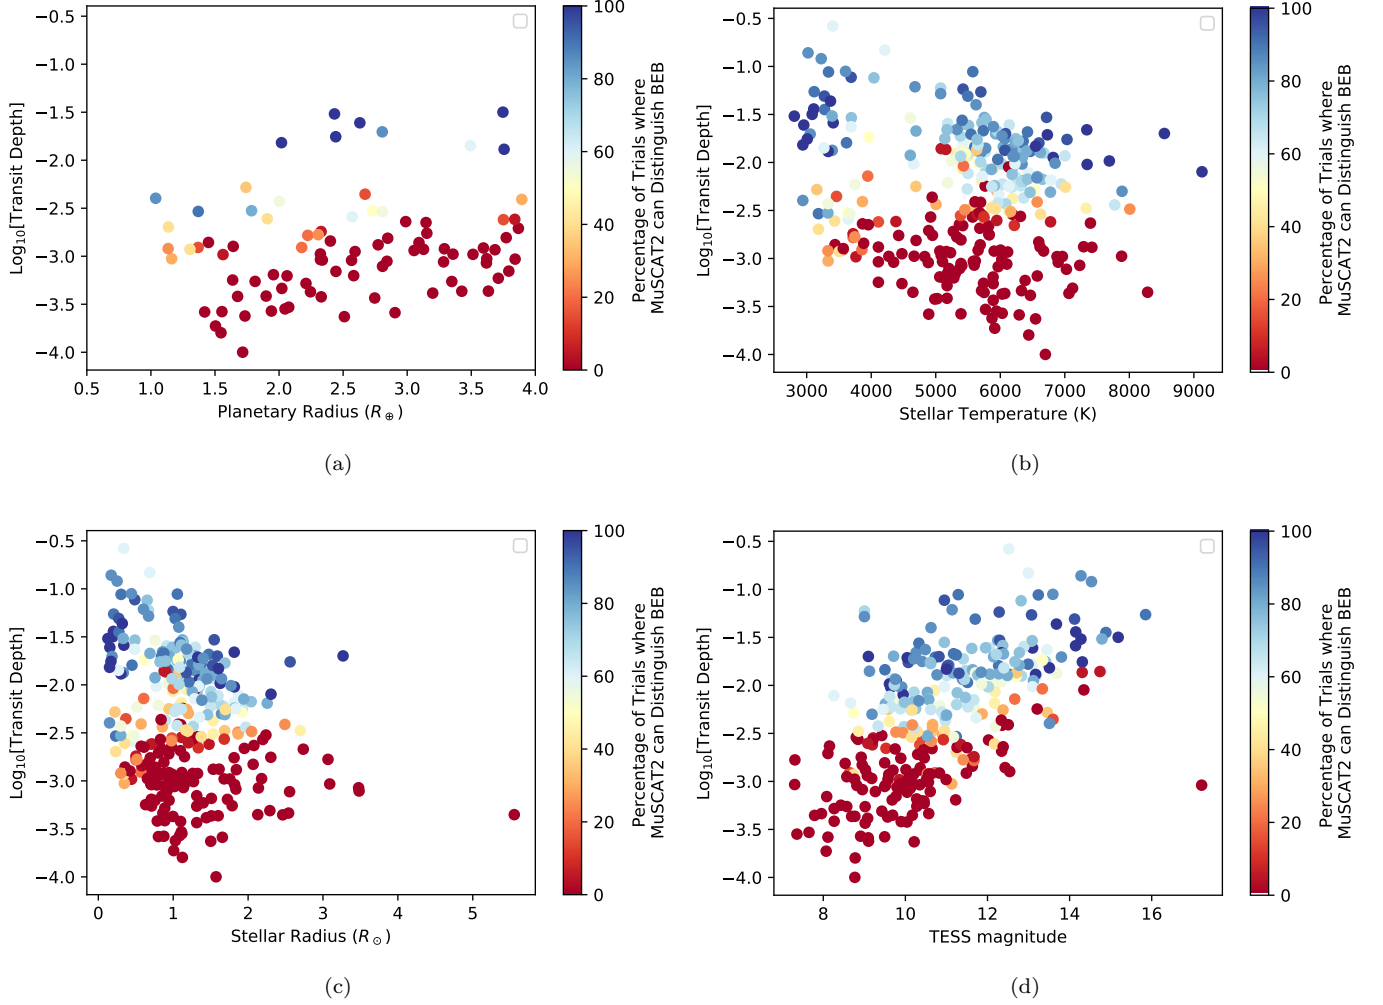 −0.5
−1.0
−1.5
−2.0
−2.5
−3.0
−3.5
−4.0
Log₁₀[Transit Depth]
0.5 1.0 1.5 2.0 2.5 3.0 3.5 4.0
Planetary Radius (R⊕)
100
80
60
40
20
0
Percentage of Trials where
MuSCAT2 can Distinguish BEB
(a)
−0.5
−1.0
−1.5
−2.0
−2.5
−3.0
−3.5
−4.0
Log₁₀[Transit Depth]
3000 4000 5000 6000 7000 8000 9000
Stellar Temperature (K)
100
80
60
40
20
0
Percentage of Trials where
MuSCAT2 can Distinguish BEB
(b)
−0.5
−1.0
−1.5
−2.0
−2.5
−3.0
−3.5
−4.0
Log₁₀[Transit Depth]
0 1 2 3 4 5
Stellar Radius (R⊙)
100
80
60
40
20
0
Percentage of Trials where
MuSCAT2 can Distinguish BEB
(c)
−0.5
−1.0
−1.5
−2.0
−2.5
−3.0
−3.5
−4.0
Log₁₀[Transit Depth]
8 10 12 14 16
TESS magnitude
100
80
60
40
20
0
Percentage of Trials where
MuSCAT2 can Distinguish BEB
(d)